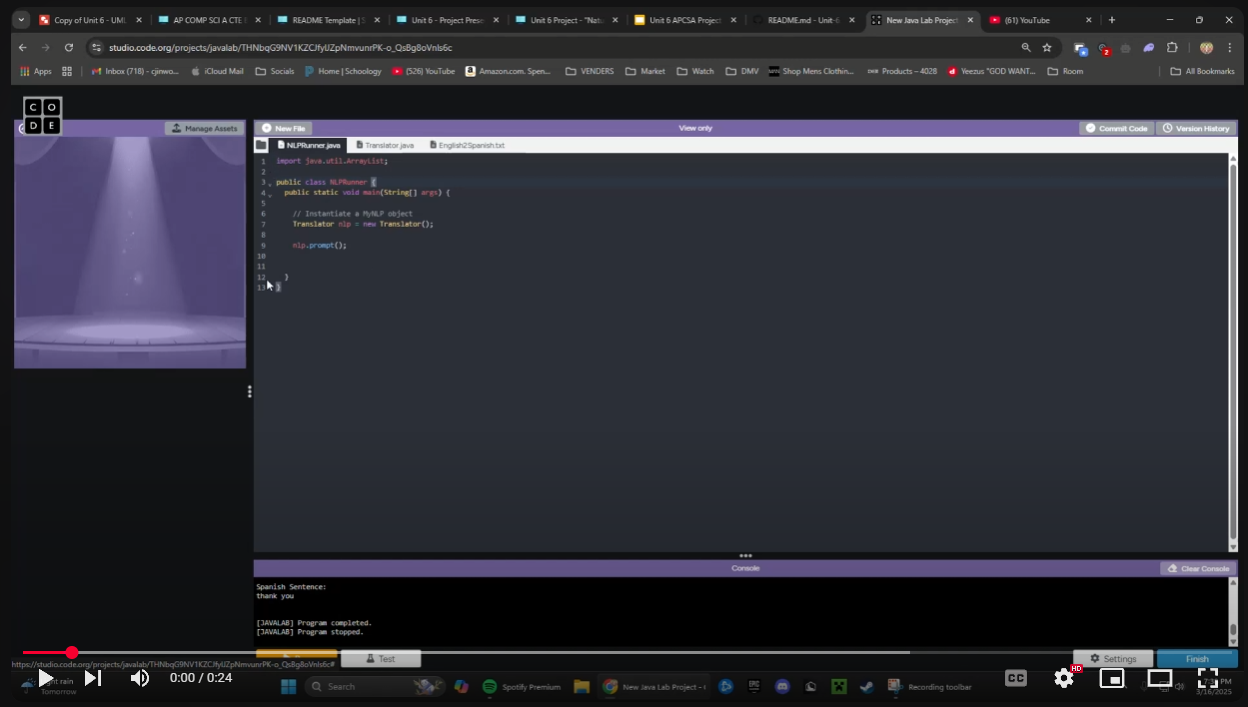 Copy of Unit 6 - UML
AP COMP SCI A CTE
README Template | S
Unit 6 - Project Prese
Unit 6 Project - "Natu
Unit 6 APCSA Project
README.md - Unit-6
New Java Lab Project
(61) YouTube
studio.code.org/projects/javalab/THNbqG9NV1KZCJfyIJZpNmvunrPK-o_QsBg8oVnIs6c
Apps
Inbox (718) - cjinwo...
iCloud Mail
Socials
Home | Schoology
(526) YouTube
Amazon.com. Spen...
VENDERS
Market
Watch
DMV
Shop Mens Clothin...
Products – 4028
Yeezus "GOD WANT...
Room
All Bookmarks
C O
D E
Manage Assets
New File
View only
Commit Code
Version History
NLPRunner.java
Translator.java
English2Spanish.txt
1 import java.util.ArrayList;
2
3 public class NLPRunner {
4 public static void main(String[] args) {
5
6 // Instantiate a MyNLP object
7 Translator nlp = new Translator();
8
9 nlp.prompt();
10
11
12 }
13 }
Console
Clear Console
Spanish Sentence:
thank you
[JAVALAB] Program completed.
[JAVALAB] Program stopped.
Test
Settings
Finish
https://studio.code.org/projects/javalab/THNbqG9NV1KZCJfyIJZpNmvunrPK-o_QsBg8oVnIs6c#
0:00 / 0:24
CC
HD
Tomorrow
Search
Spotify Premium
New Java Lab Project -
Recording toolbar
3/16/2025